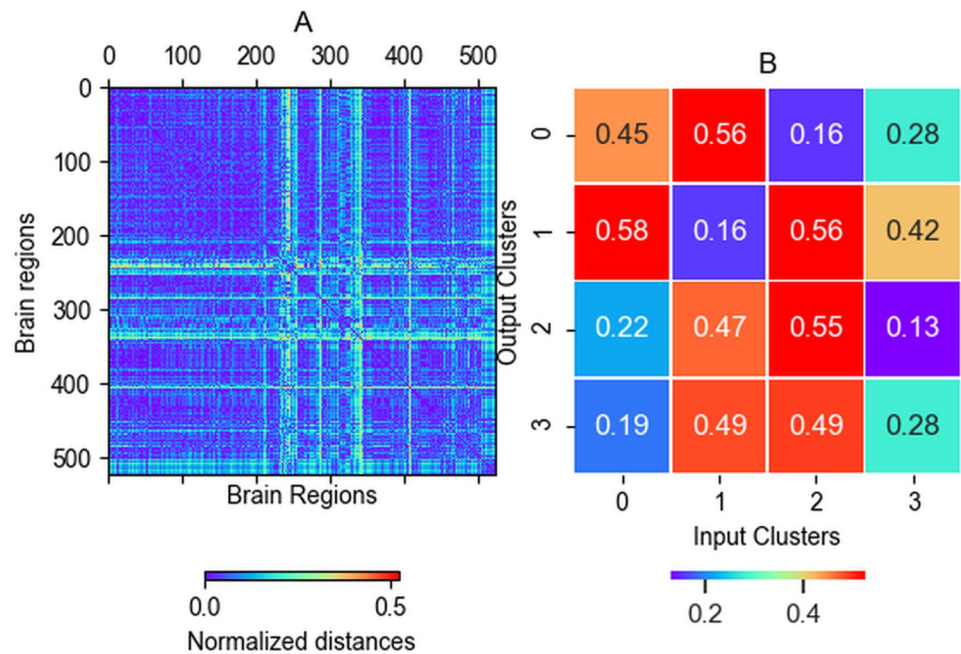 A
0 100 200 300 400 500
0
100
200
300
400
500
Brain regions
Brain Regions
0.0 0.5
Normalized distances
B
0.45 0.56 0.16 0.28
0.58 0.16 0.56 0.42
0.22 0.47 0.55 0.13
0.19 0.49 0.49 0.28
0
1
2
3
Output Clusters
0 1 2 3
Input Clusters
0.2 0.4